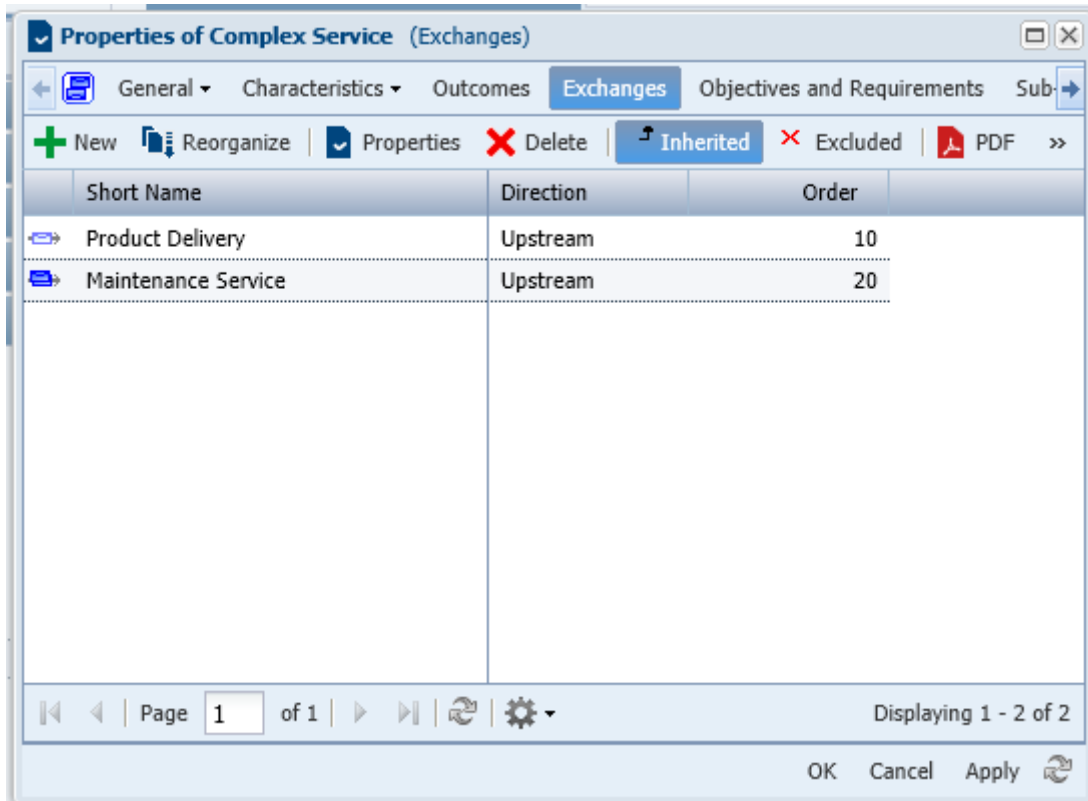 Properties of Complex Service (Exchanges)
General Characteristics Outcomes Exchanges Objectives and Requirements Sub-
New Reorganize Properties Delete Inherited Excluded PDF »
Short Name Direction Order
Product Delivery Upstream 10
Maintenance Service Upstream 20
Page 1 of 1 Displaying 1 - 2 of 2
OK Cancel Apply